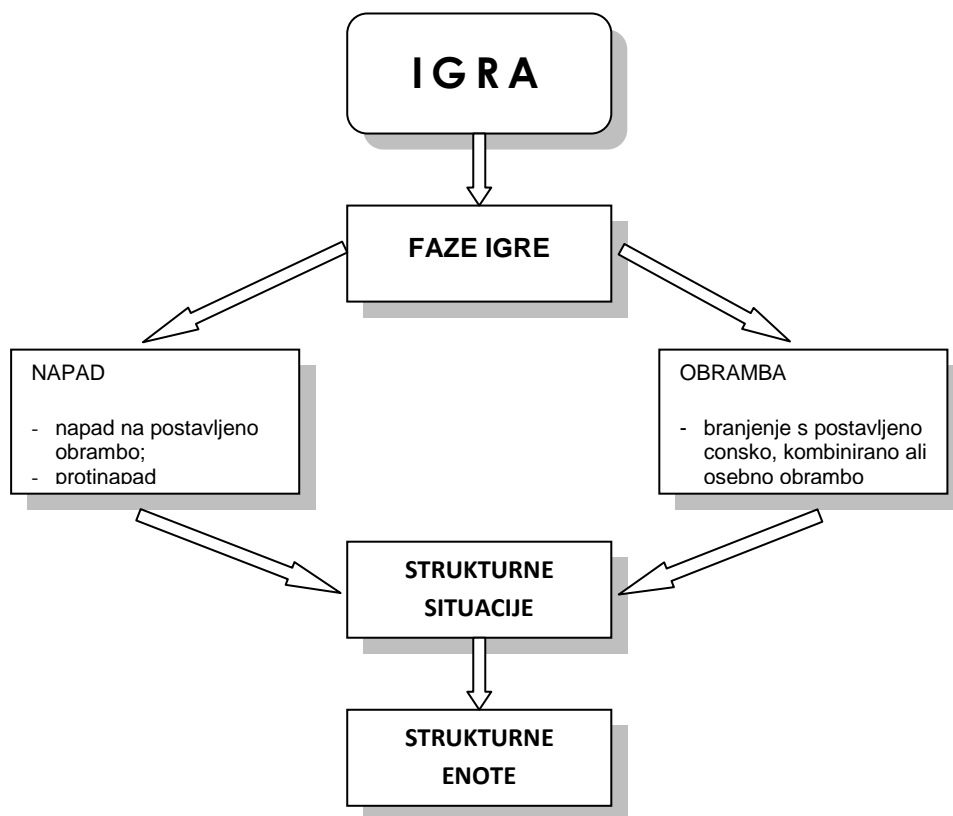 IGRA
FAZE IGRE
NAPAD
- napad na postavljeno
obrambo;
- protinapad
OBRAMBA
- branjenje s postavljeno
consko, kombinirano ali
osebno obrambo
STRUKTURNE
SITUACIJE
STRUKTURNE
ENOTE